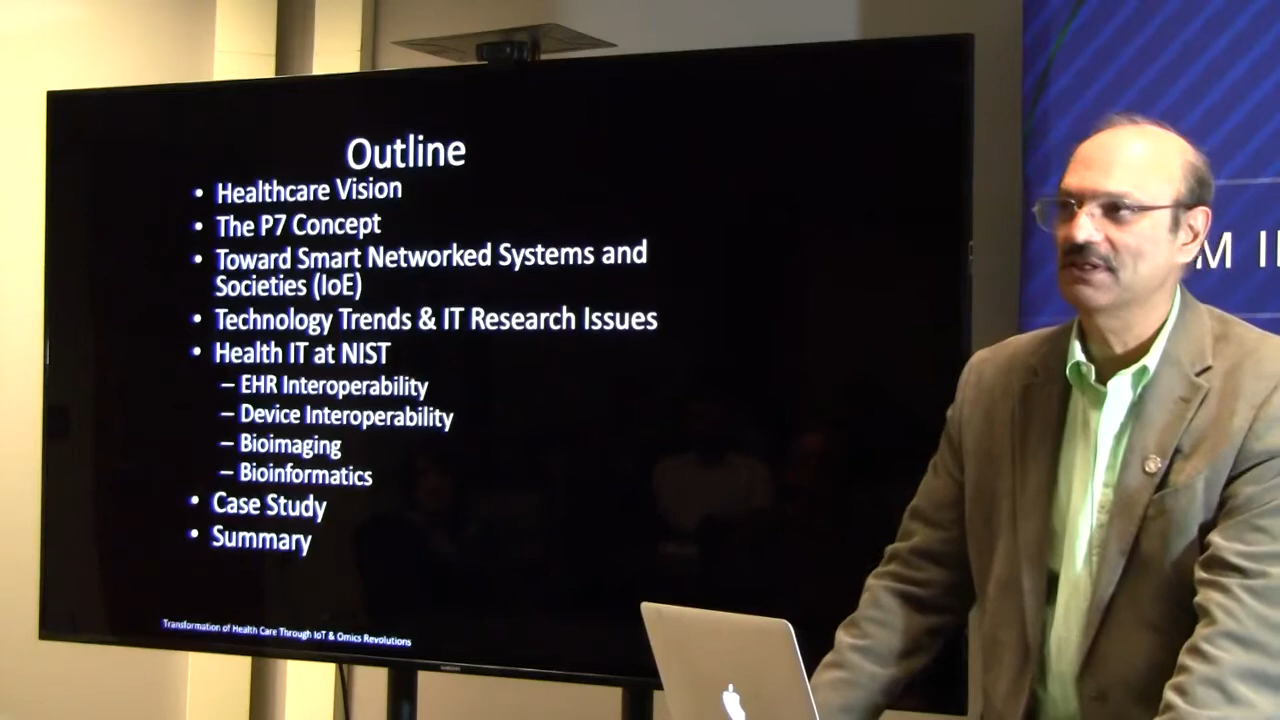 Outline
• Healthcare Vision
• The P7 Concept
• Toward Smart Networked Systems and
Societies (IoE)
• Technology Trends & IT Research Issues
• Health IT at NIST
– EHR Interoperability
– Device Interoperability
– Bioimaging
– Bioinformatics
• Case Study
• Summary
Transformation of Health Care Through IoT & Omics Revolutions
SAMSUNG
M I